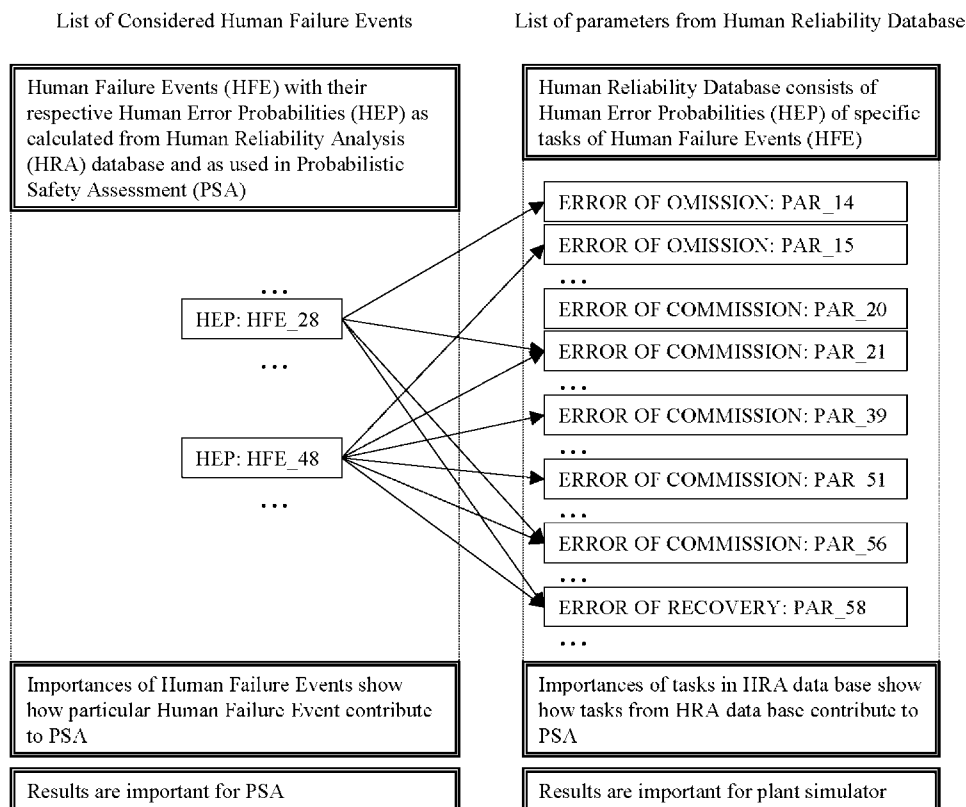 List of Considered Human Failure Events
List of parameters from Human Reliability Database
Human Failure Events (HFE) with their
respective Human Error Probabilities (HEP) as
calculated from Human Reliability Analysis
(HRA) database and as used in Probabilistic
Safety Assessment (PSA)
Human Reliability Database consists of
Human Error Probabilities (HEP) of specific
tasks of Human Failure Events (HFE)
...
HEP: HFE_28
...
HEP: HFE_48
...
ERROR OF OMISSION: PAR_14
ERROR OF OMISSION: PAR_15
...
ERROR OF COMMISSION: PAR_20
ERROR OF COMMISSION: PAR_21
...
ERROR OF COMMISSION: PAR_39
...
ERROR OF COMMISSION: PAR_51
...
ERROR OF COMMISSION: PAR_56
...
ERROR OF RECOVERY: PAR_58
...
Importances of Human Failure Events show
how particular Human Failure Event contribute
to PSA
Importances of tasks in HRA data base show
how tasks from HRA data base contribute to
PSA
Results are important for PSA
Results are important for plant simulator